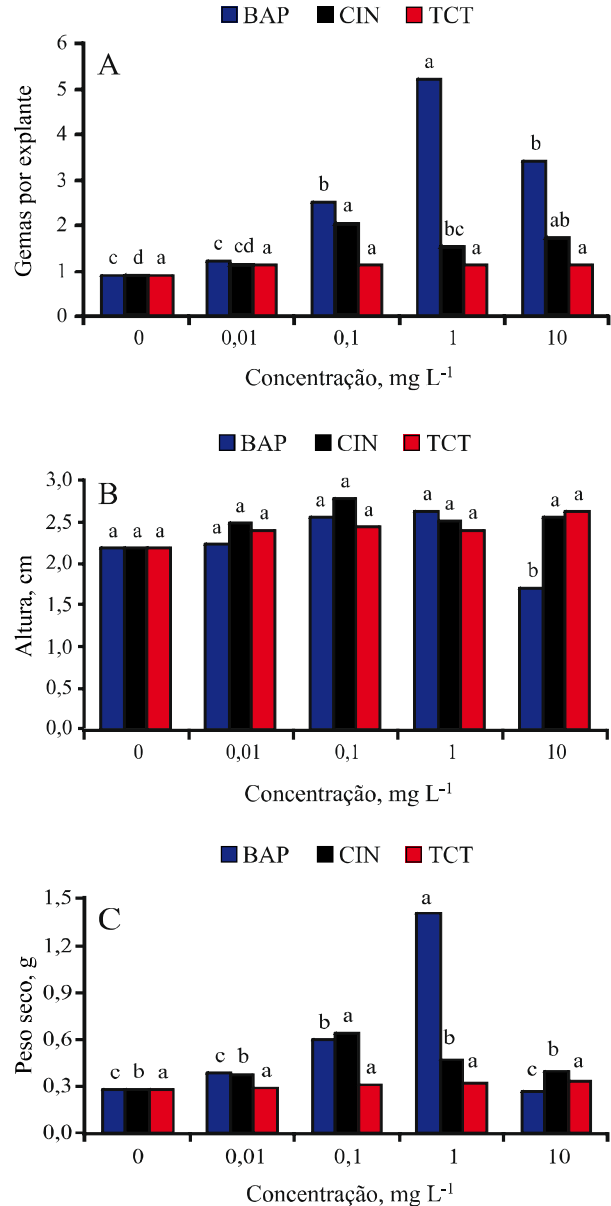 BAP CIN TCT
A
Gemas por explante
6
5
4
3
2
1
0
c d a c cd a b a a a bc a b ab a
0 0,01 0,1 1 10
Concentração, mg L-1
BAP CIN TCT
B
Altura, cm
3,0
2,5
2,0
1,5
1,0
0,5
0,0
a a a a a a a a a a a a b a a
0 0,01 0,1 1 10
Concentração, mg L-1
BAP CIN TCT
C
Peso seco, g
1,5
1,2
0,9
0,6
0,3
0,0
c b a c b a b a a a b a c b a
0 0,01 0,1 1 10
Concentração, mg L-1